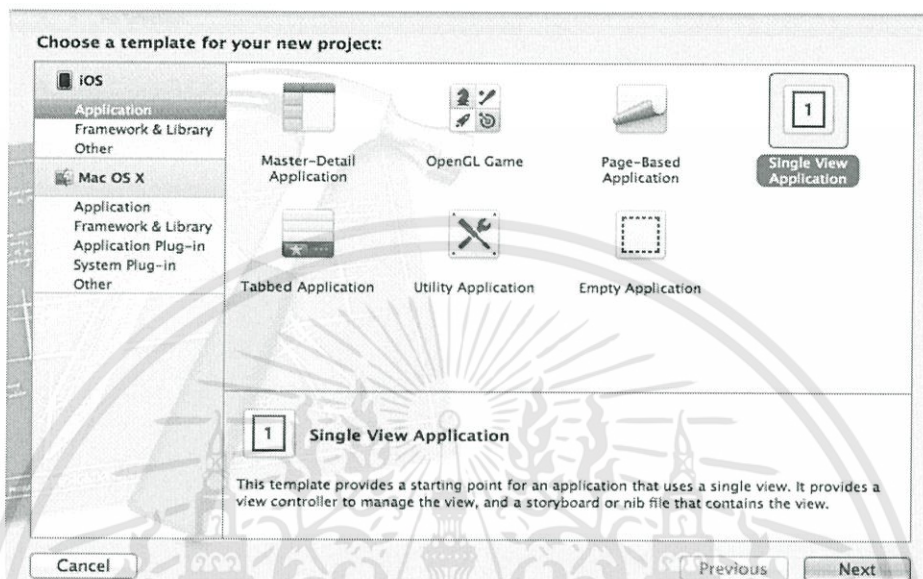 Choose a template for your new project:
iOS
Application
Framework & Library
Other
Mac OS X
Application
Framework & Library
Application Plug-in
System Plug-in
Other
Master-Detail
Application
OpenGL Game
Page-Based
Application
1
Single View
Application
Tabbed Application
Utility Application
Empty Application
1
Single View Application
This template provides a starting point for an application that uses a single view. It provides a
view controller to manage the view, and a storyboard or nib file that contains the view.
Cancel
Previous
Next